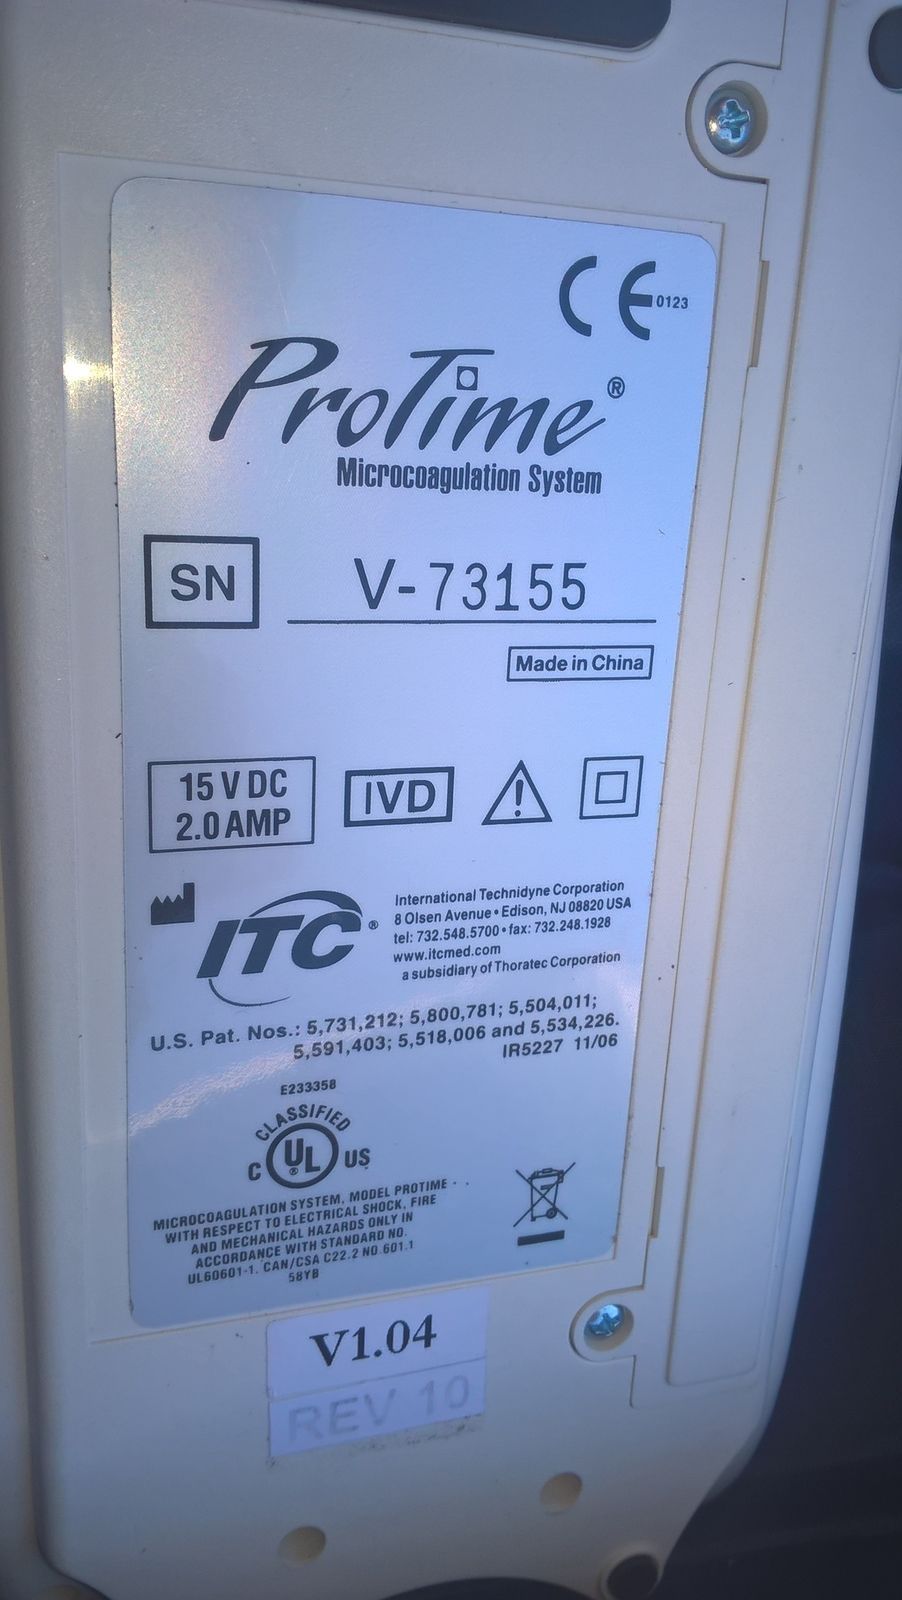 CE 0123
ProTime®
Microcoagulation System
SN V-73155
Made in China
15 V DC
2.0 AMP
IVD
ITC®
International Technidyne Corporation
8 Olsen Avenue • Edison, NJ 08820 USA
tel: 732.548.5700 • fax: 732.248.1928
www.itcmed.com
a subsidiary of Thoratec Corporation
U.S. Pat. Nos.: 5,731,212; 5,800,781; 5,504,011;
5,591,403; 5,518,006 and 5,534,226.
IR5227 11/06
E233358
CLASSIFIED
C UL® US
MICROCOAGULATION SYSTEM, MODEL PROTIME
WITH RESPECT TO ELECTRICAL SHOCK, FIRE
AND MECHANICAL HAZARDS ONLY IN
ACCORDANCE WITH STANDARD NO.
UL60601-1. CAN/CSA C22.2 NO.601.1
58YB
V1.04
REV 10